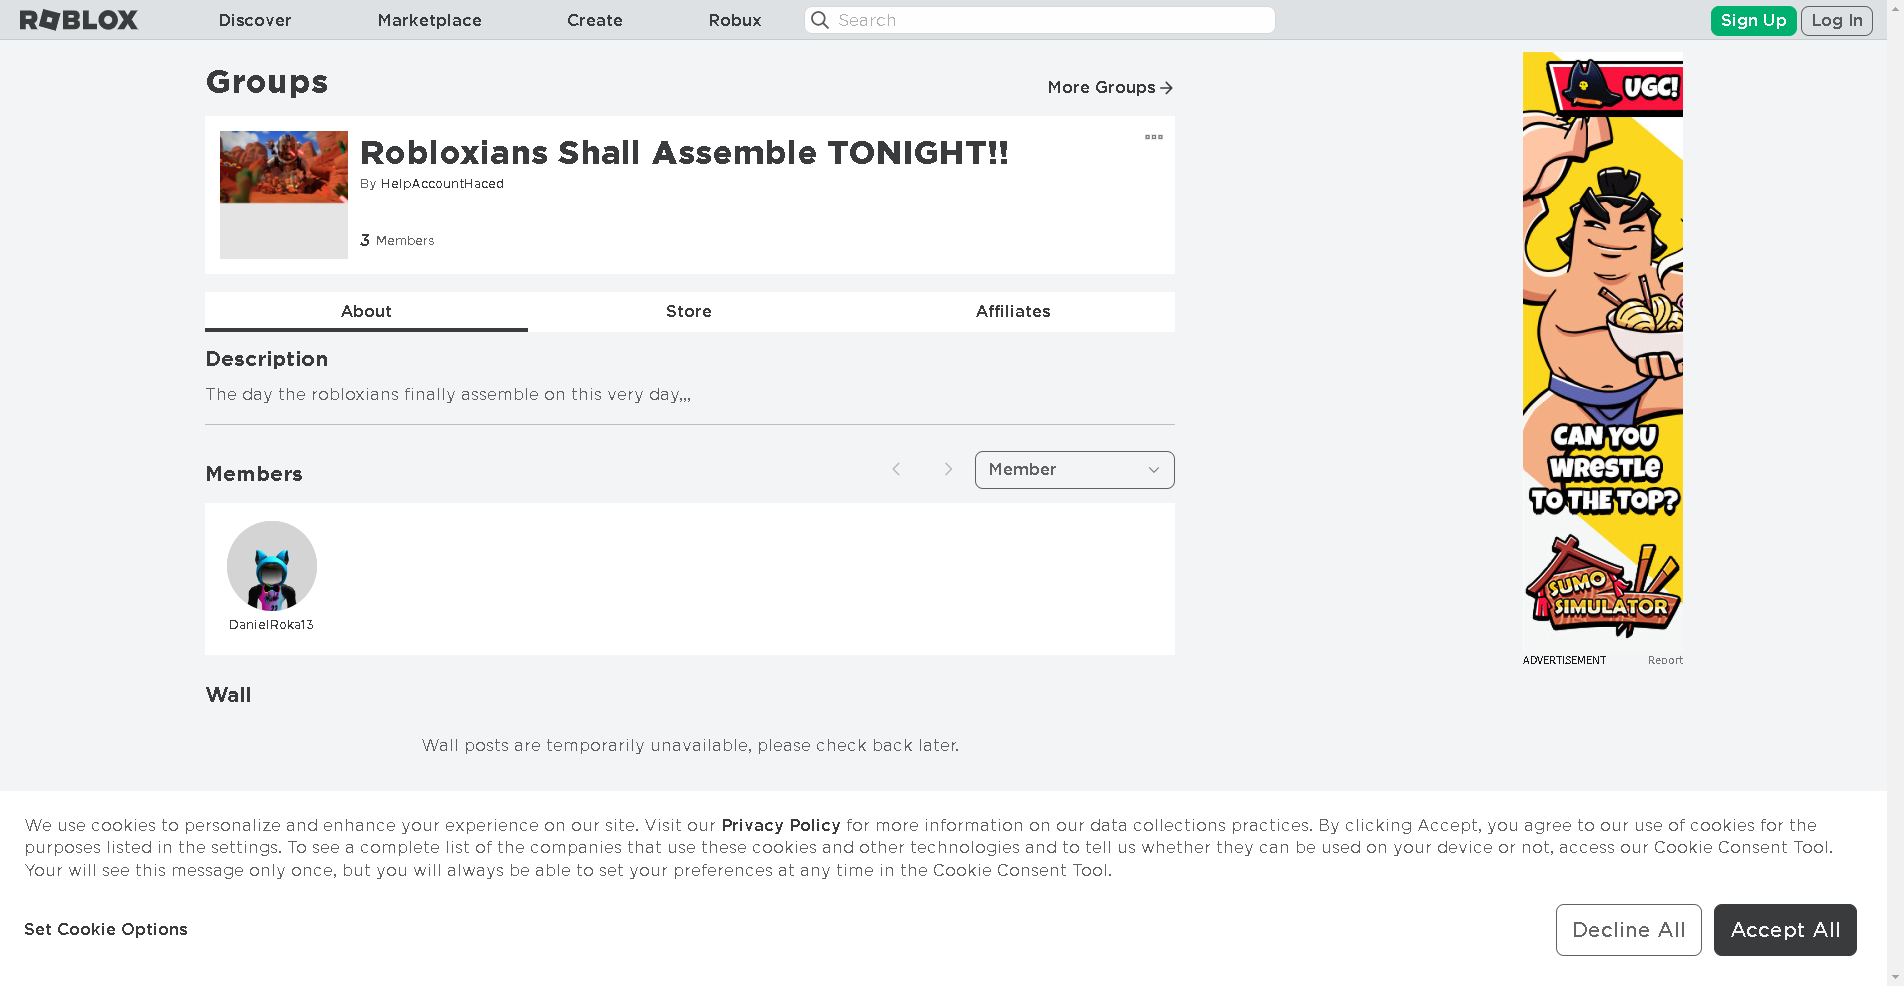 ROBLOX
Discover
Marketplace
Create
Robux
Search
Sign Up
Log In
Groups
More Groups
Robloxians Shall Assemble TONIGHT!!
By HelpAccountHaced
3 Members
About
Store
Affiliates
Description
The day the robloxians finally assemble on this very day,,,
Members
Member
DanielRoka13
Wall
Wall posts are temporarily unavailable, please check back later.
UGC!
CAN YOU
WRESTLE
TO THE TOP?
SUMO
SIMULATOR
ADVERTISEMENT
Report
We use cookies to personalize and enhance your experience on our site. Visit our Privacy Policy for more information on our data collections practices. By clicking Accept, you agree to our use of cookies for the
purposes listed in the settings. To see a complete list of the companies that use these cookies and other technologies and to tell us whether they can be used on your device or not, access our Cookie Consent Tool.
Your will see this message only once, but you will always be able to set your preferences at any time in the Cookie Consent Tool.
Set Cookie Options
Decline All
Accept All